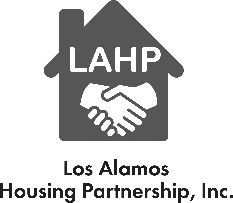 LAHP
Los Alamos
Housing Partnership, Inc.